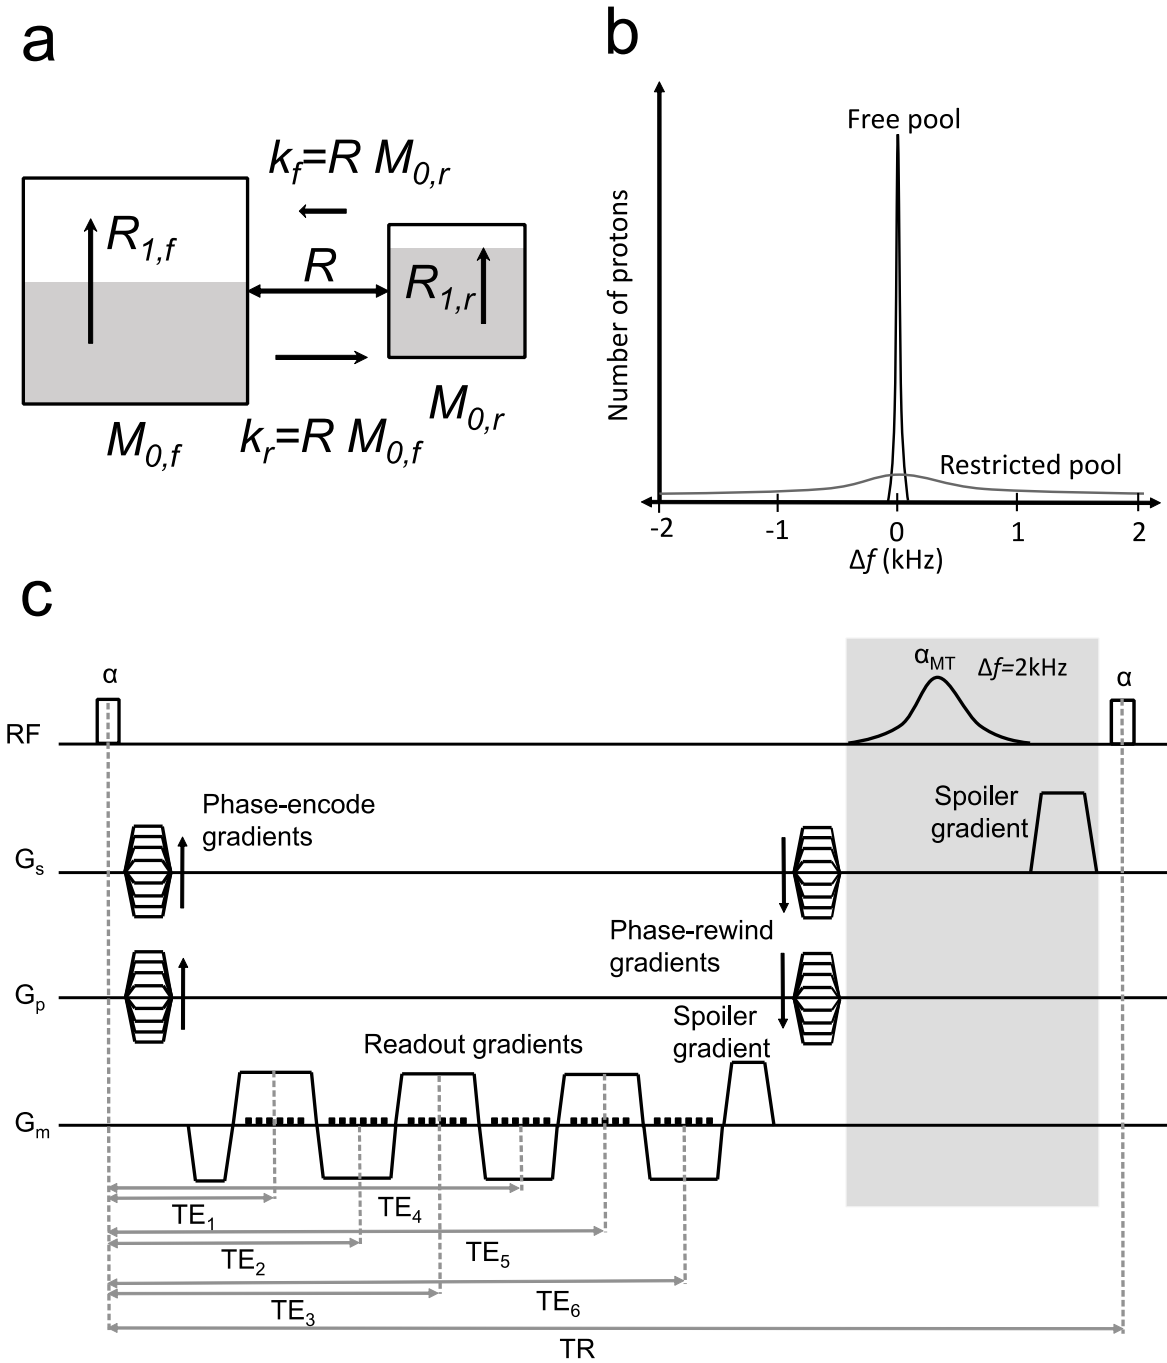 a
k_f=R M_0,r
R_1,f
R
R_1,r
M_0,f
k_r=R M_0,f
M_0,r
b
Free pool
Number of protons
Restricted pool
-2
-1
0
1
2
Δf (kHz)
c
α
α_MT
Δf=2kHz
α
RF
Phase-encode
gradients
Spoiler
gradient
G_s
Phase-rewind
gradients
G_p
Readout gradients
Spoiler
gradient
G_m
TE_1
TE_4
TE_2
TE_5
TE_3
TE_6
TR